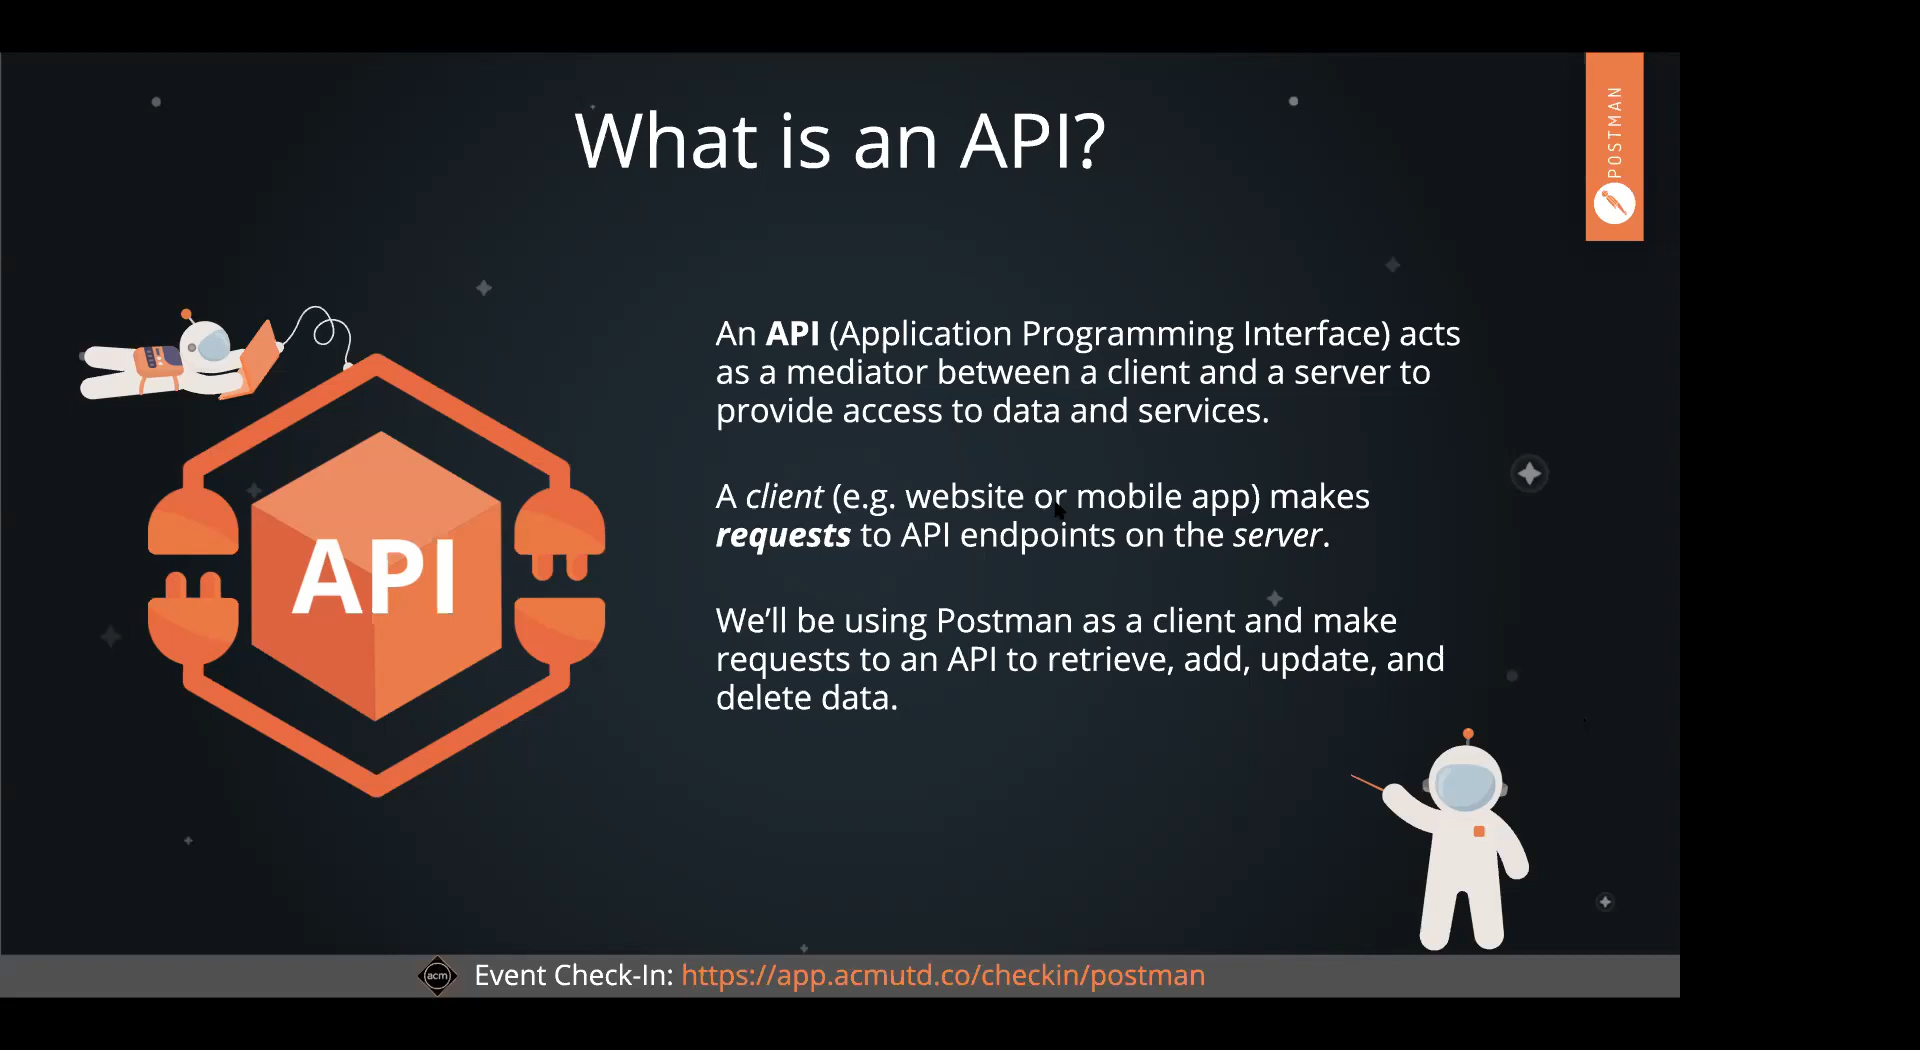 What is an API?
POSTMAN
An API (Application Programming Interface) acts
as a mediator between a client and a server to
provide access to data and services.
A client (e.g. website or mobile app) makes
requests to API endpoints on the server.
We’ll be using Postman as a client and make
requests to an API to retrieve, add, update, and
delete data.
API
acm
Event Check-In: https://app.acmutd.co/checkin/postman